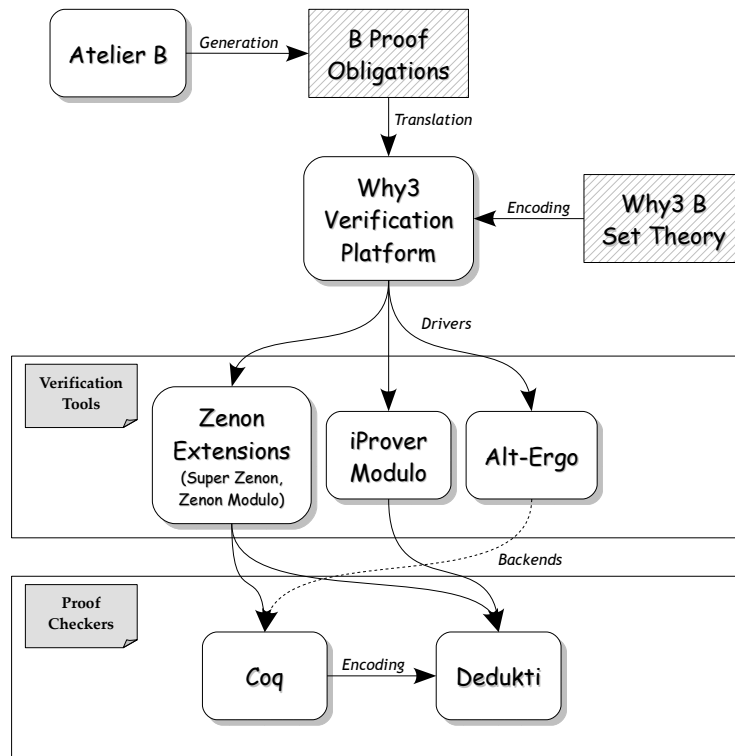 Atelier B
Generation
B Proof
Obligations
Translation
Why3
Verification
Platform
Encoding
Why3 B
Set Theory
Drivers
Verification
Tools
Zenon
Extensions
(Super Zenon,
Zenon Modulo)
iProver
Modulo
Alt-Ergo
Backends
Proof
Checkers
Coq
Encoding
Dedukti